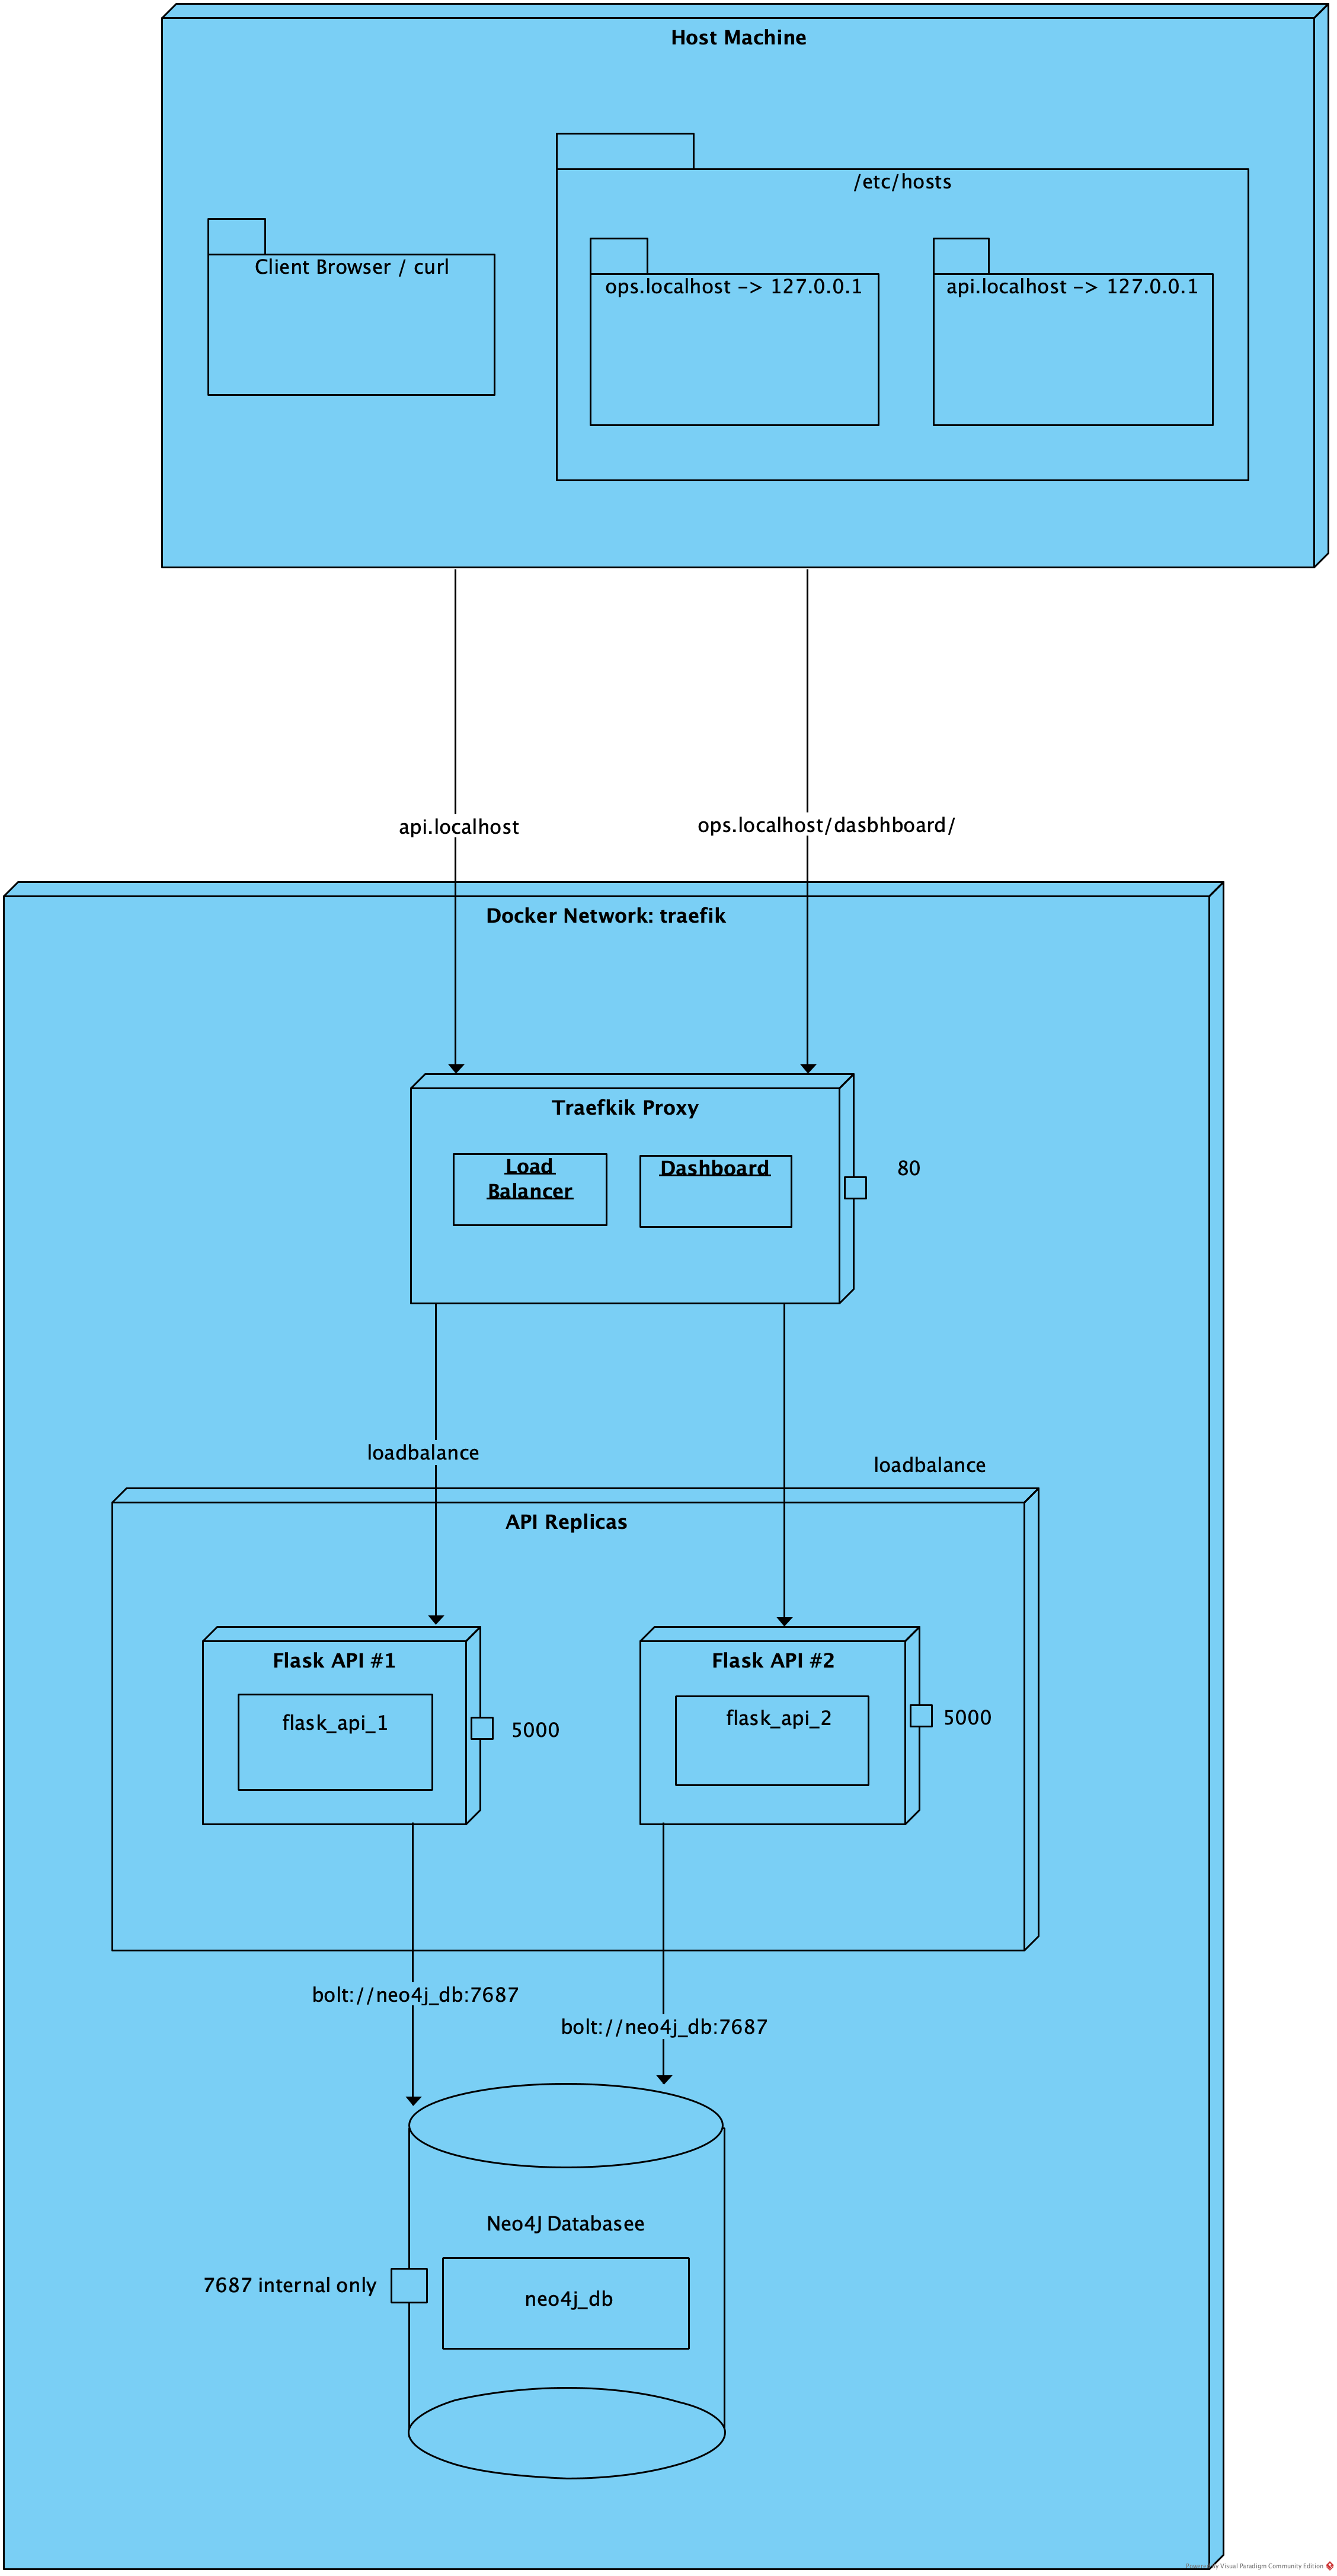 Host Machine
/etc/hosts
Client Browser / curl
ops.localhost -> 127.0.0.1
api.localhost -> 127.0.0.1
api.localhost
ops.localhost/dasbhboard/
Docker Network: traefik
Traefkik Proxy
Load
Balancer
Dashboard
80
loadbalance
loadbalance
API Replicas
Flask API #1
Flask API #2
flask_api_1
flask_api_2
5000
5000
bolt://neo4j_db:7687
bolt://neo4j_db:7687
Neo4J Databasee
7687 internal only
neo4j_db
Powered By Visual Paradigm Community Edition